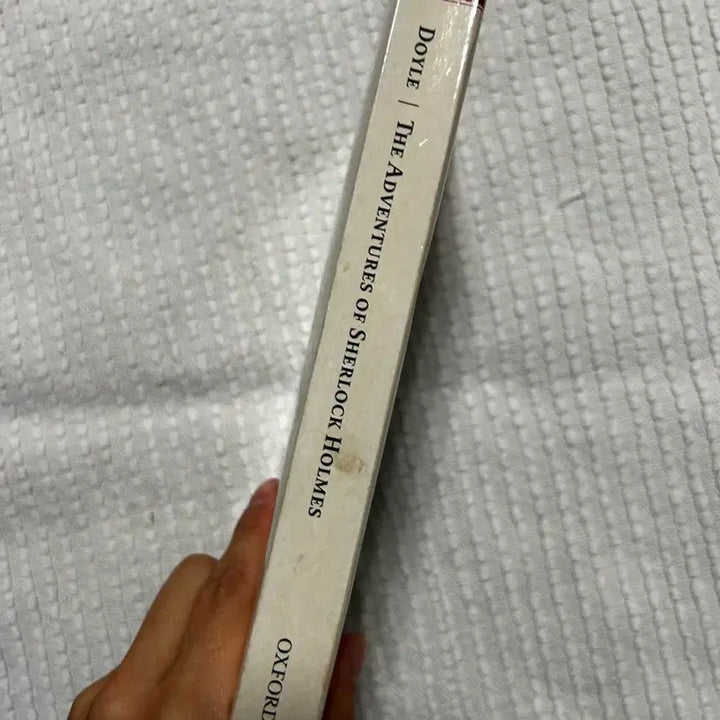 DOYLE | THE ADVENTURES OF SHERLOCK HOLMES
OXFORD